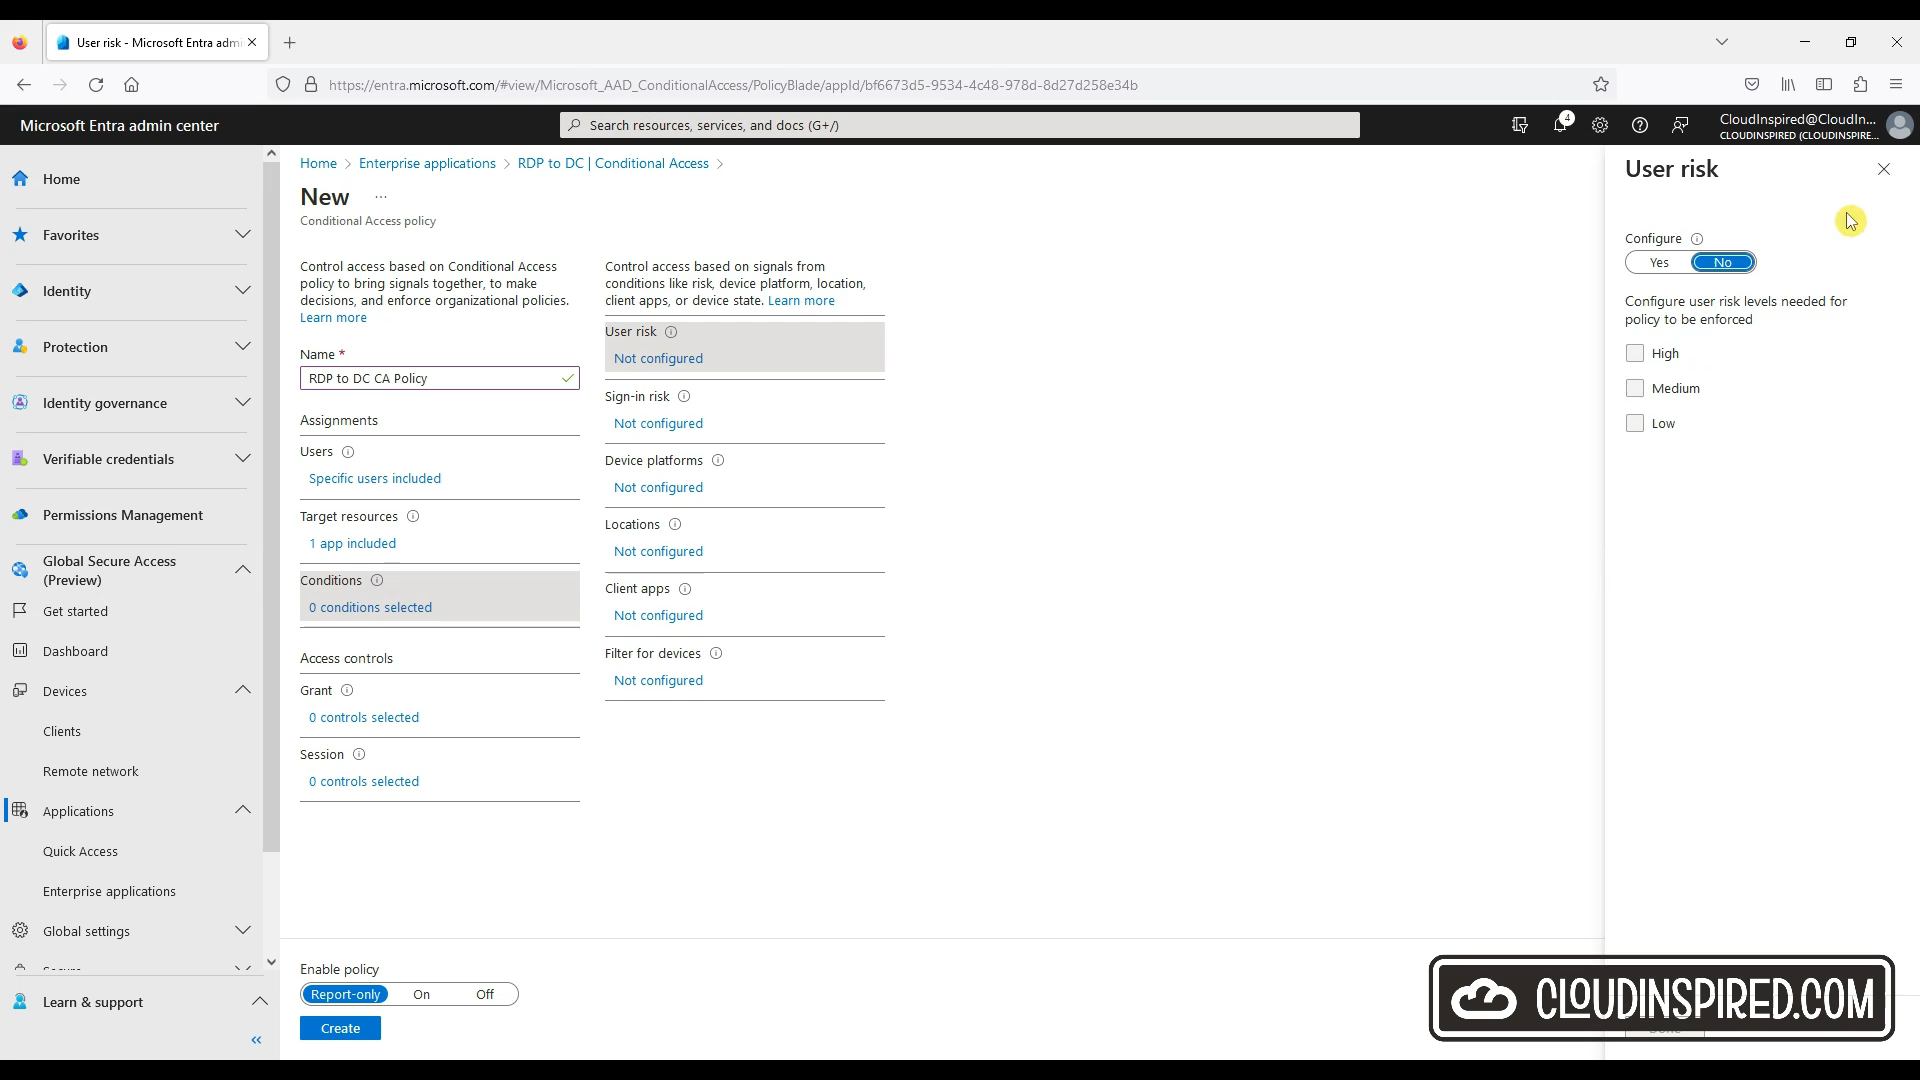 User risk - Microsoft Entra admi
https://entra.microsoft.com/#view/Microsoft_AAD_ConditionalAccess/PolicyBlade/appId/bf6673d5-9534-4c48-978d-8d27d258e34b
Microsoft Entra admin center
Search resources, services, and docs (G+/)
4
CloudInspired@CloudIn...
CLOUDINSPIRED (CLOUDINSPIRE...
Home
Favorites
Identity
Protection
Identity governance
Verifiable credentials
Permissions Management
Global Secure Access
(Preview)
Get started
Dashboard
Devices
Clients
Remote network
Applications
Quick Access
Enterprise applications
Global settings
Learn & support
Home > Enterprise applications > RDP to DC | Conditional Access >
New ...
Conditional Access policy
Control access based on Conditional Access
policy to bring signals together, to make
decisions, and enforce organizational policies.
Learn more
Name *
RDP to DC CA Policy
Assignments
Users
Specific users included
Target resources
1 app included
Conditions
0 conditions selected
Access controls
Grant
0 controls selected
Session
0 controls selected
Control access based on signals from
conditions like risk, device platform, location,
client apps, or device state. Learn more
User risk
Not configured
Sign-in risk
Not configured
Device platforms
Not configured
Locations
Not configured
Client apps
Not configured
Filter for devices
Not configured
Enable policy
Report-only On Off
Create
User risk
Configure
Yes No
Configure user risk levels needed for
policy to be enforced
High
Medium
Low
CLOUDINSPIRED.COM